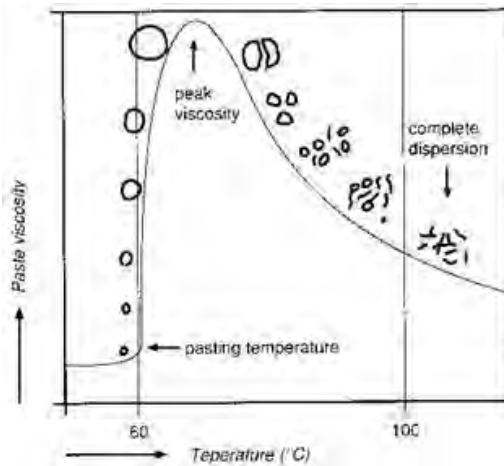 peak
viscosity
complete
dispersion
Paste viscosity
pasting temperature
60
100
Teperature (°C)